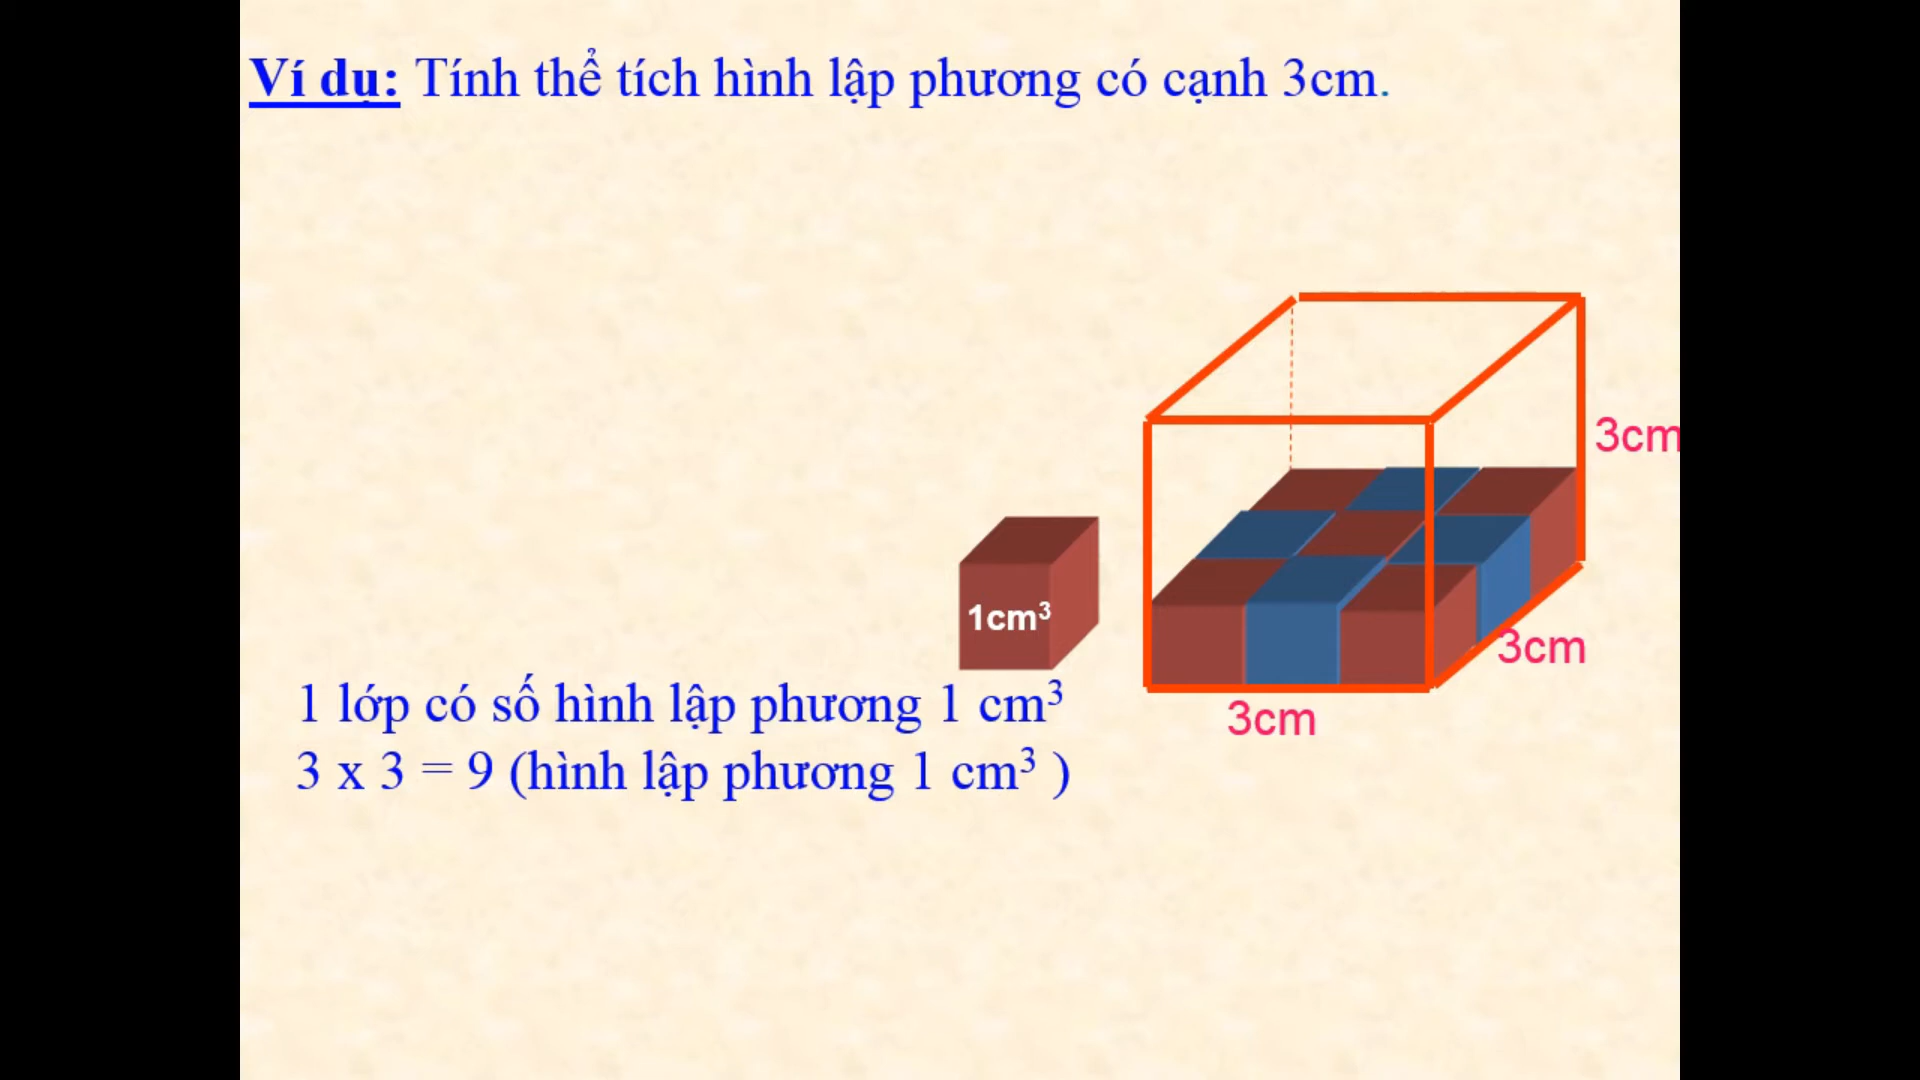 Ví dụ: Tính thể tích hình lập phương có cạnh 3cm.
3cm
1cm³
3cm
1 lớp có số hình lập phương 1 cm³
3cm
3 x 3 = 9 (hình lập phương 1 cm³ )